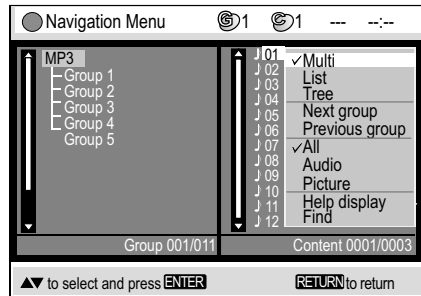 Navigation Menu G1 C1 --- --:--
MP3
Group 1
Group 2
Group 3
Group 4
Group 5
01
02
03
04
05
06
07
08
09
10
11
12
✓Multi
List
Tree
Next group
Previous group
✓All
Audio
Picture
Help display
Find
Group 001/011
Content 0001/0003
▲▼ to select and press ENTER
RETURN to return